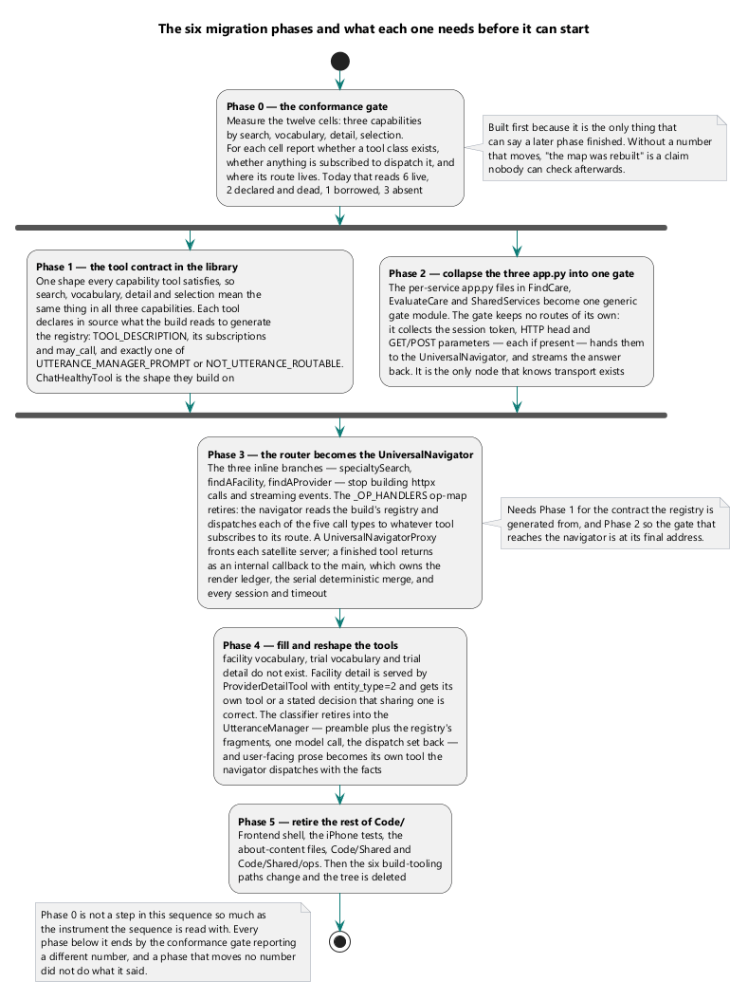 The six migration phases and what each one needs before it can start
Phase 0 — the conformance gate
Measure the twelve cells: three capabilities
by search, vocabulary, detail, selection.
For each cell report whether a tool class exists,
whether anything is subscribed to dispatch it, and
where its route lives. Today that reads 6 live,
2 declared and dead, 1 borrowed, 3 absent
Built first because it is the only thing that
can say a later phase finished. Without a number
that moves, "the map was rebuilt" is a claim
nobody can check afterwards.
Phase 1 — the tool contract in the library
One shape every capability tool satisfies, so
search, vocabulary, detail and selection mean the
same thing in all three capabilities. Each tool
declares in source what the build reads to generate
the registry: TOOL_DESCRIPTION, its subscriptions
and may_call, and exactly one of
UTTERANCE_MANAGER_PROMPT or NOT_UTTERANCE_ROUTABLE.
ChatHealthyTool is the shape they build on
Phase 2 — collapse the three app.py into one gate
The per-service app.py files in FindCare,
EvaluateCare and SharedServices become one generic
gate module. The gate keeps no routes of its own:
it collects the session token, HTTP head and
GET/POST parameters — each if present — hands them
to the UniversalNavigator, and streams the answer
back. It is the only node that knows transport exists
Phase 3 — the router becomes the UniversalNavigator
The three inline branches — specialtySearch,
findAFacility, findAProvider — stop building httpx
calls and streaming events. The _OP_HANDLERS op-map
retires: the navigator reads the build's registry and
dispatches each of the five call types to whatever tool
subscribes to its route. A UniversalNavigatorProxy
fronts each satellite server; a finished tool returns
as an internal callback to the main, which owns the
render ledger, the serial deterministic merge, and
every session and timeout
Needs Phase 1 for the contract the registry is
generated from, and Phase 2 so the gate that
reaches the navigator is at its final address.
Phase 4 — fill and reshape the tools
facility vocabulary, trial vocabulary and trial
detail do not exist. Facility detail is served by
ProviderDetailTool with entity_type=2 and gets its
own tool or a stated decision that sharing one is
correct. The classifier retires into the
UtteranceManager — preamble plus the registry's
fragments, one model call, the dispatch set back —
and user-facing prose becomes its own tool the
navigator dispatches with the facts
Phase 5 — retire the rest of Code/
Frontend shell, the iPhone tests, the
about-content files, Code/Shared and
Code/Shared/ops. Then the six build-tooling
paths change and the tree is deleted
Phase 0 is not a step in this sequence so much as
the instrument the sequence is read with. Every
phase below it ends by the conformance gate reporting
a different number, and a phase that moves no number
did not do what it said.